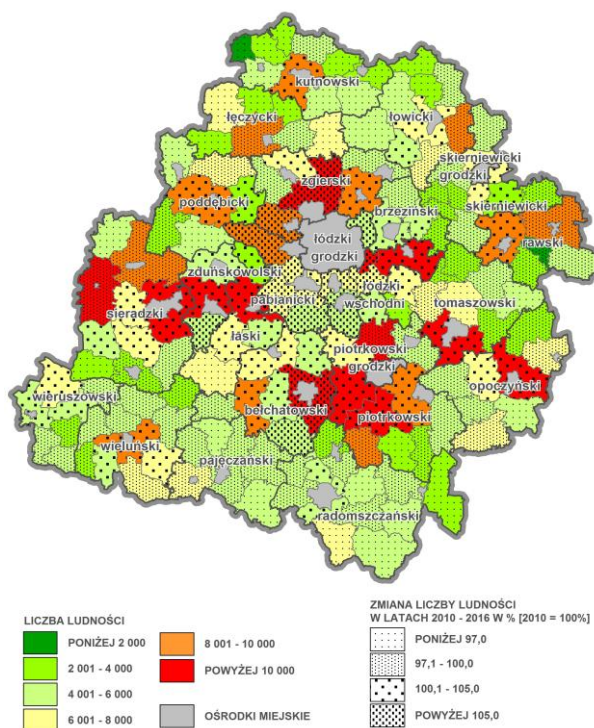 kutnowski
łęczycki
łowicki
skierniewicki
grodzki
zgierski
poddębicki
brzeziński
skierniewicki
rawski
łódzki
grodzki
zduńskowolski
pabianicki
łódzki
wschodni
tomaszowski
sieradzki
łaski
piotrkowski
grodzki
opoczyński
wieruszowski
bełchatowski
piotrkowski
wieluński
pajęczański
radomszczański
LICZBA LUDNOŚCI
PONIŻEJ 2 000
2 001 - 4 000
4 001 - 6 000
6 001 - 8 000
8 001 - 10 000
POWYŻEJ 10 000
OŚRODKI MIEJSKIE
ZMIANA LICZBY LUDNOŚCI
W LATACH 2010 - 2016 W % [2010 = 100%]
PONIŻEJ 97,0
97,1 - 100,0
100,1 - 105,0
POWYŻEJ 105,0